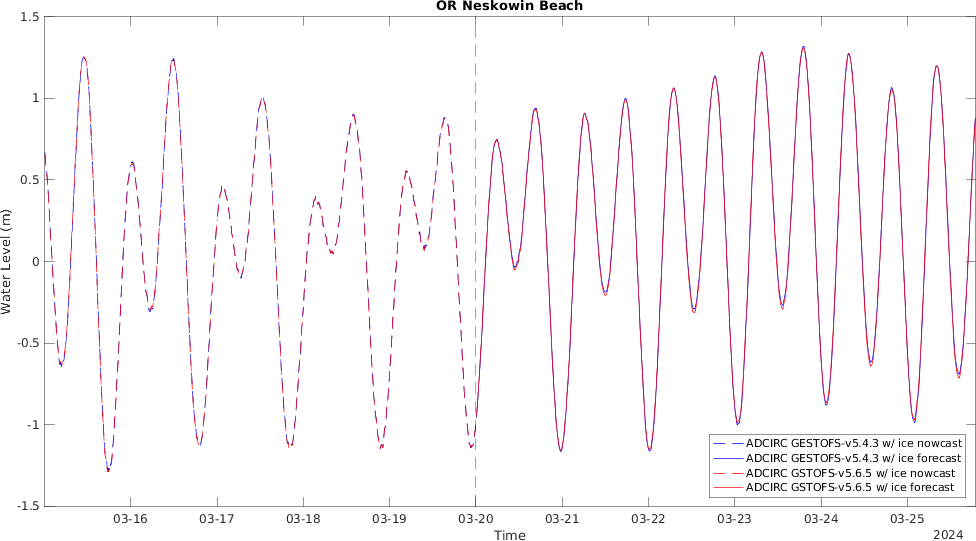 OR Neskowin Beach
1.5
1
0.5
0
-0.5
-1
-1.5
Water Level (m)
03-16 03-17 03-18 03-19 03-20 03-21 03-22 03-23 03-24 03-25
Time
2024
ADCIRC GESTOFS-v5.4.3 w/ ice nowcast
ADCIRC GESTOFS-v5.4.3 w/ ice forecast
ADCIRC GSTOFS-v5.6.5 w/ ice nowcast
ADCIRC GSTOFS-v5.6.5 w/ ice forecast